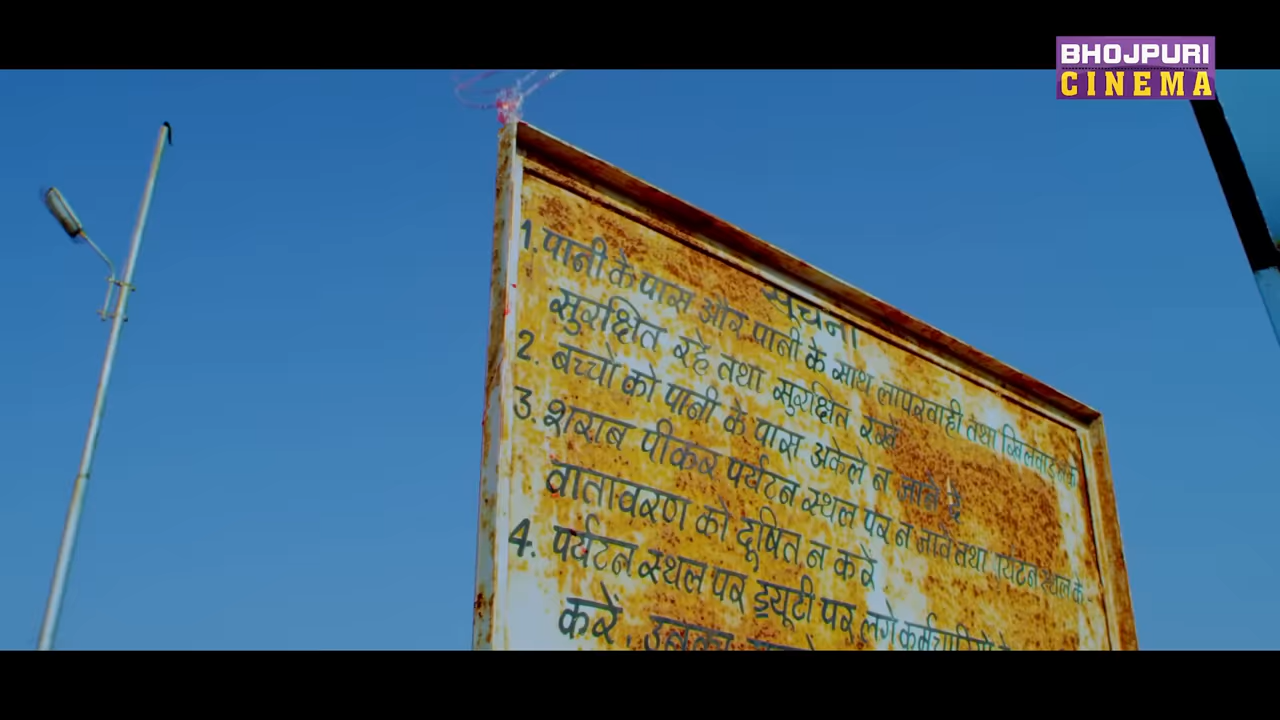 BHOJPURI
CINEMA
सूचना
1. पानी के पास और पानी के साथ लापरवाही तथा खिलवाड़ न करें
सुरक्षित रहें तथा सुरक्षित रखें
2. बच्चों को पानी के पास अकेले न जाने दें
3. शराब पीकर पर्यटन स्थल पर न जावें तथा पर्यटन स्थल के
वातावरण को दूषित न करें
4. पर्यटन स्थल पर ड्यूटी पर लगे कर्मचारियों
करें